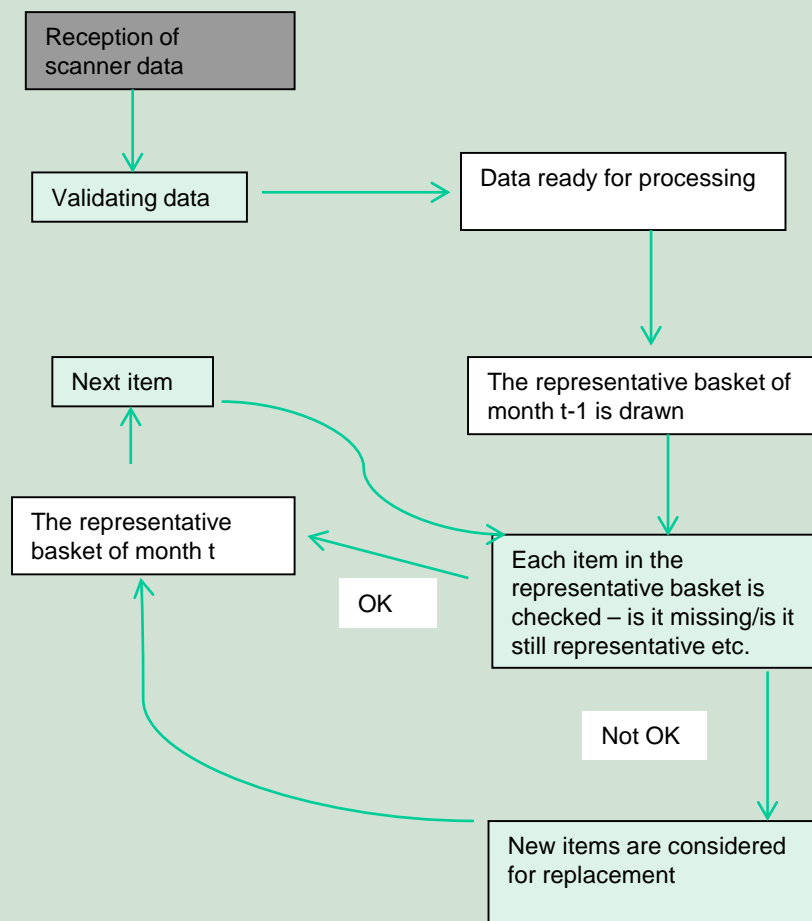 Reception of
scanner data
Validating data
Data ready for processing
Next item
The representative basket of
month t-1 is drawn
The representative
basket of month t
OK
Each item in the
representative basket is
checked – is it missing/is it
still representative etc.
Not OK
New items are considered
for replacement